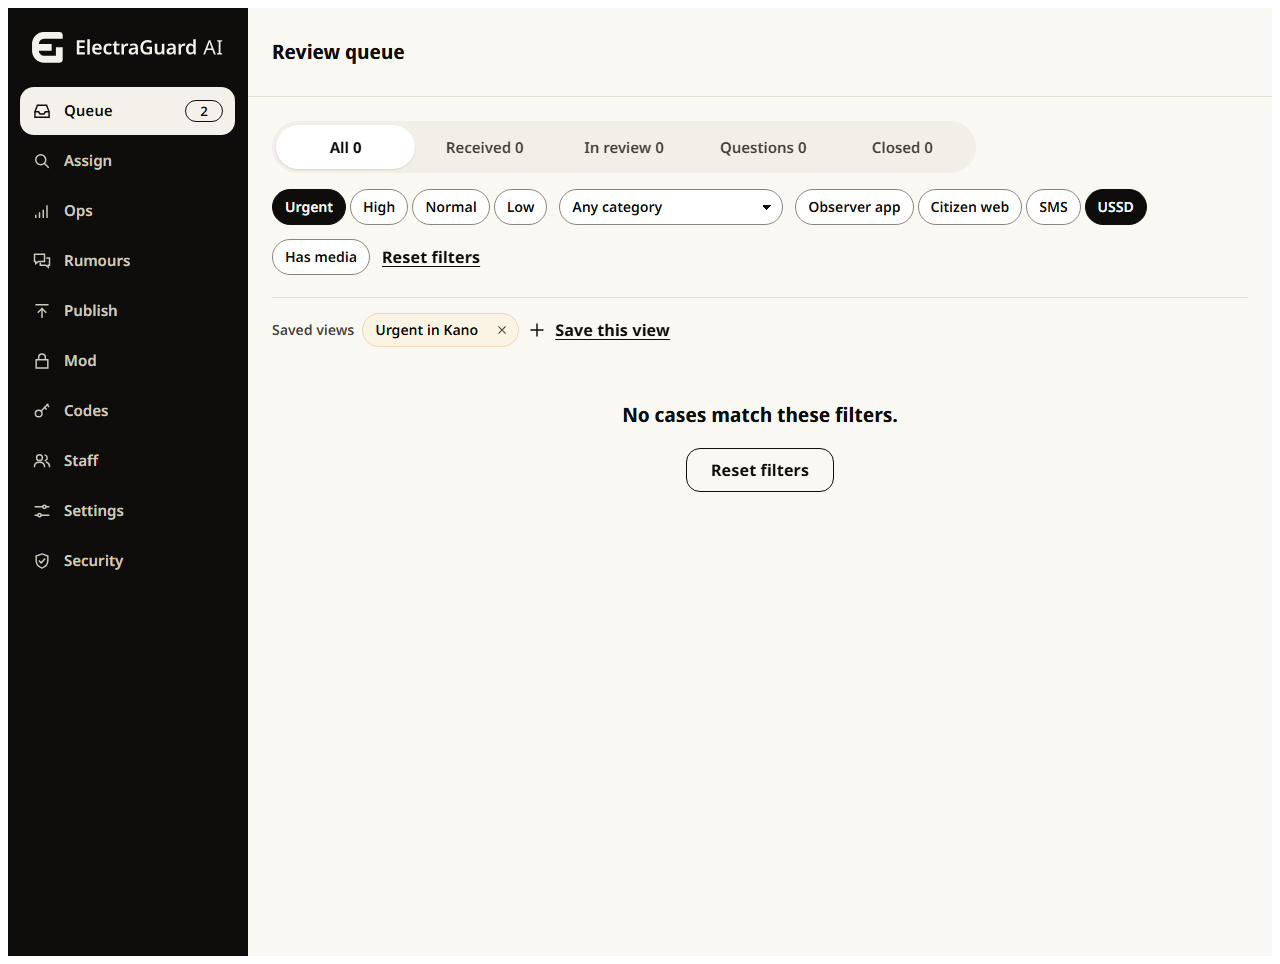 ElectraGuard AI
Review queue
Queue 2
Assign
Ops
Rumours
Publish
Mod
Codes
Staff
Settings
Security
All 0 Received 0 In review 0 Questions 0 Closed 0
Urgent High Normal Low Any category Observer app Citizen web SMS USSD
Has media Reset filters
Saved views Urgent in Kano × + Save this view
No cases match these filters.
Reset filters